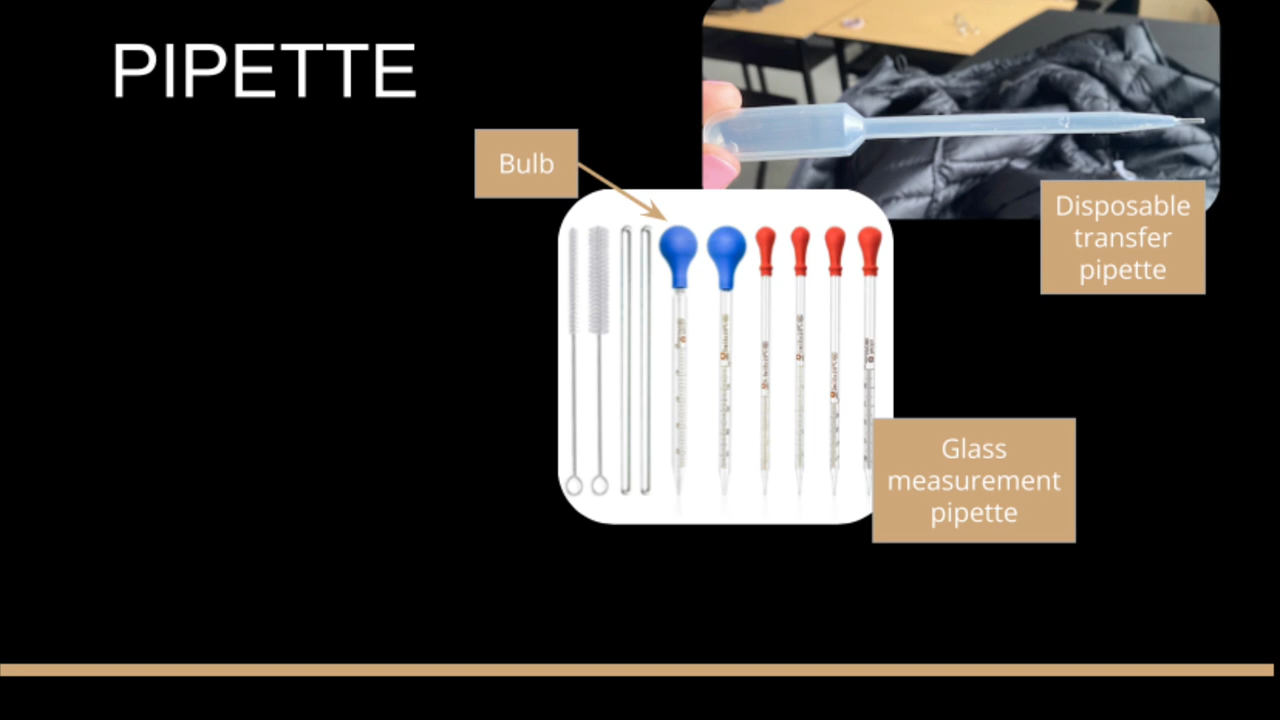 PIPETTE
Bulb
Disposable
transfer
pipette
Glass
measurement
pipette